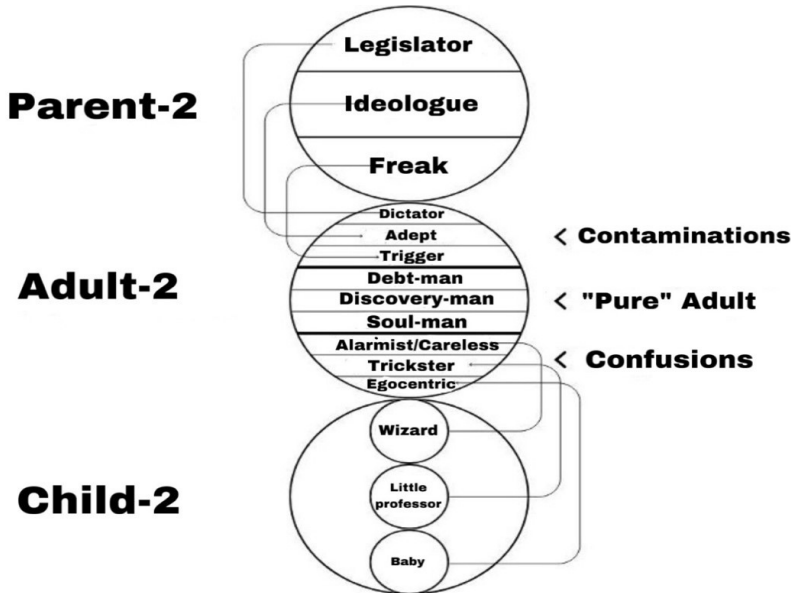 Legislator
Parent-2
Ideologue
Freak
Dictator
Adept
< Contaminations
Trigger
Adult-2
Debt-man
Discovery-man
< "Pure" Adult
Soul-man
Alarmist/Careless
Trickster
< Confusions
Egocentric
Wizard
Child-2
Little
professor
Baby